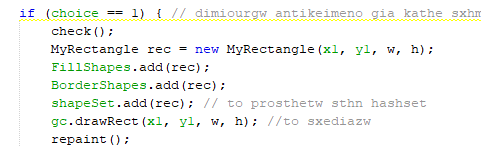 if (choice == 1) { // dimiourgw antikeimeno gia kathe sxhm
check();
MyRectangle rec = new MyRectangle(x1, y1, w, h);
FillShapes.add(rec);
BorderShapes.add(rec);
shapeSet.add(rec); // to prosthetw sthn hashset
gc.drawRect(x1, y1, w, h); //to sxediazw
repaint();